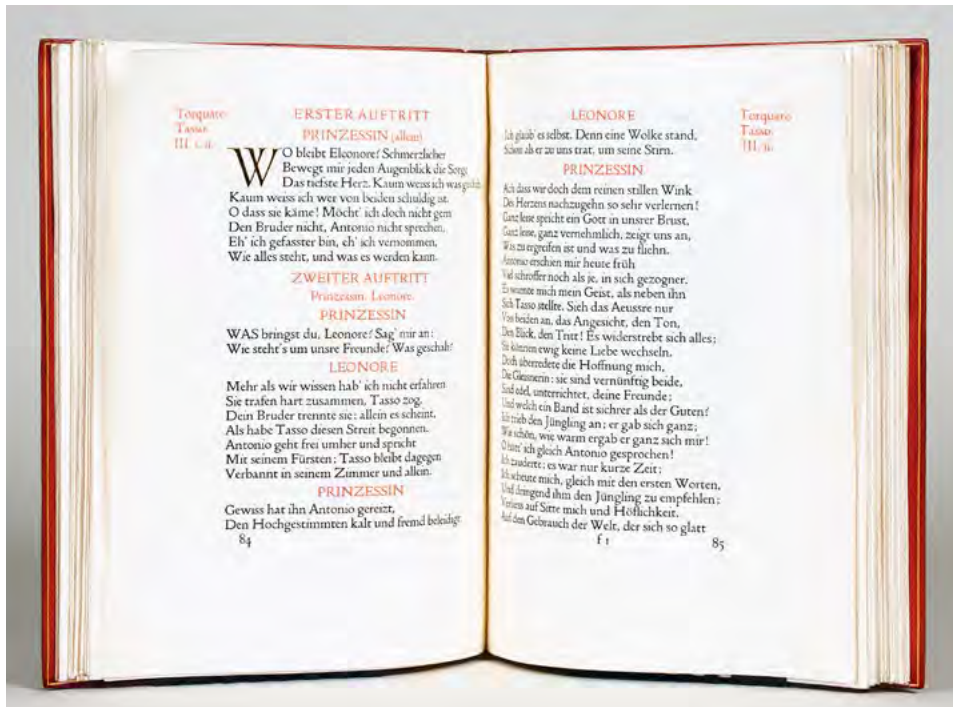 Torquato
Tasso.
III. i. ii.
ERSTER AUFTRITT
PRINZESSIN (allein)
WO bleibt Eleonore? Schmerzlicher
Bewegt mir jeden Augenblick die Sorge
Das tiefste Herz. Kaum weiss ich was
Kaum weiss ich wer von beiden schuldig ist.
O dass sie käme! Möcht' ich doch nicht gern
Den Bruder nicht, Antonio nicht sprechen,
Eh' ich gefasster bin, eh' ich vernommen,
Wie alles steht, und was es werden kann.
ZWEITER AUFTRITT
Prinzessin. Leonore.
PRINZESSIN
WAS bringst du, Leonore? Sag' mir an:
Wie steht's um unsre Freunde? Was geschah?
LEONORE
Mehr als wir wissen hab' ich nicht erfahren.
Sie trafen hart zusammen, Tasso zog,
Dein Bruder trennte sie: allein es scheint,
Als habe Tasso diesen Streit begonnen.
Antonio geht frei umher und spricht
Mit seinem Fürsten; Tasso bleibt dagegen
Verbannt in seinem Zimmer und allein.
PRINZESSIN
Gewiss hat ihn Antonio gereizt,
Den Hochgestimmten kalt und fremd beleidigt.
84
LEONORE
Ich glaub' es selbst. Denn eine Wolke stand,
Schon als er zu uns trat, um seine Stirn.
PRINZESSIN
Ach dass wir doch dem reinen stillen Wink
Des Herzens nachzugehn so sehr verlernen!
Ganz leise spricht ein Gott in unsrer Brust,
Ganz leise, ganz vernehmlich, zeigt uns an,
Was zu ergreifen ist und was zu fliehn.
Antonio erschien mir heute früh
Viel schroffer noch als je, in sich gezogner.
Es warnte mich mein Geist, als neben ihn
Sich Tasso stellte. Sieh das Aeussre nur
Von beiden an, das Angesicht, den Ton,
Den Blick, den Tritt! Es widerstrebt sich alles;
Sie können ewig keine Liebe wechseln.
Doch überredete die Hoffnung mich,
Die Gleisnerin: sie sind vernünftig beide,
Sind edel, unterrichtet, deine Freunde;
Und welch ein Band ist sichrer als der Guten?
Ich trieb den Jüngling an; er gab sich ganz;
Wie schön, wie warm ergab er ganz sich mir!
O hätt' ich gleich Antonio gesprochen!
Ich zauderte; es war nur kurze Zeit;
Ich scheute mich, gleich mit den ersten Worten,
Und dringend ihm den Jüngling zu empfehlen;
Verliess auf Sitte mich und Höflichkeit,
Auf den Gebrauch der Welt, der sich so glatt
f 1
85
Torquato
Tasso.
III. ii.